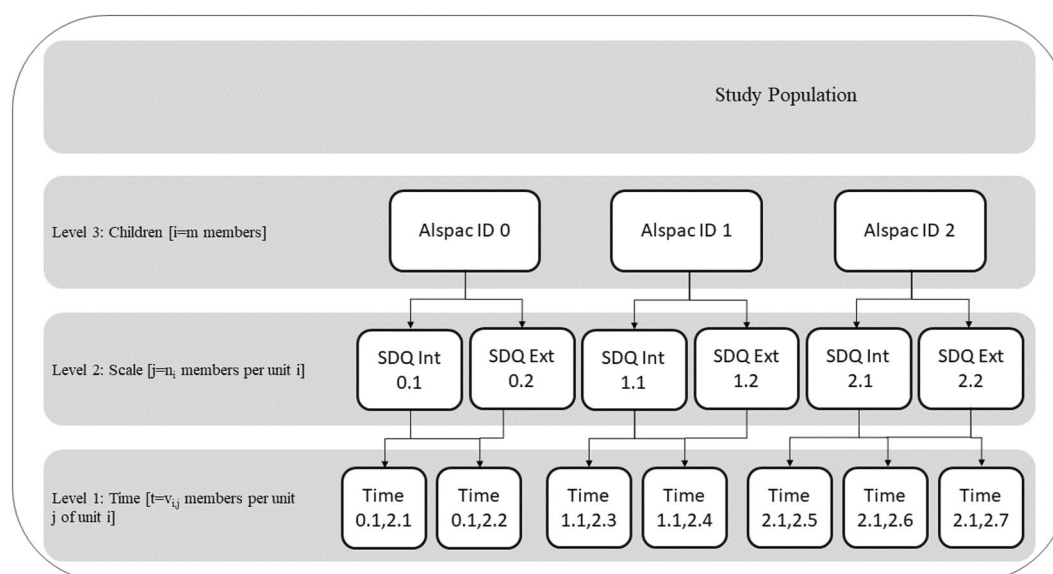 Study Population
Level 3: Children [i=m members]
Alspac ID 0
Alspac ID 1
Alspac ID 2
Level 2: Scale [j=nᵢ members per unit i]
SDQ Int
0.1
SDQ Ext
0.2
SDQ Int
1.1
SDQ Ext
1.2
SDQ Int
2.1
SDQ Ext
2.2
Level 1: Time [t=vᵢ,ⱼ members per unit
j of unit i]
Time
0.1,2.1
Time
0.1,2.2
Time
1.1,2.3
Time
1.1,2.4
Time
2.1,2.5
Time
2.1,2.6
Time
2.1,2.7